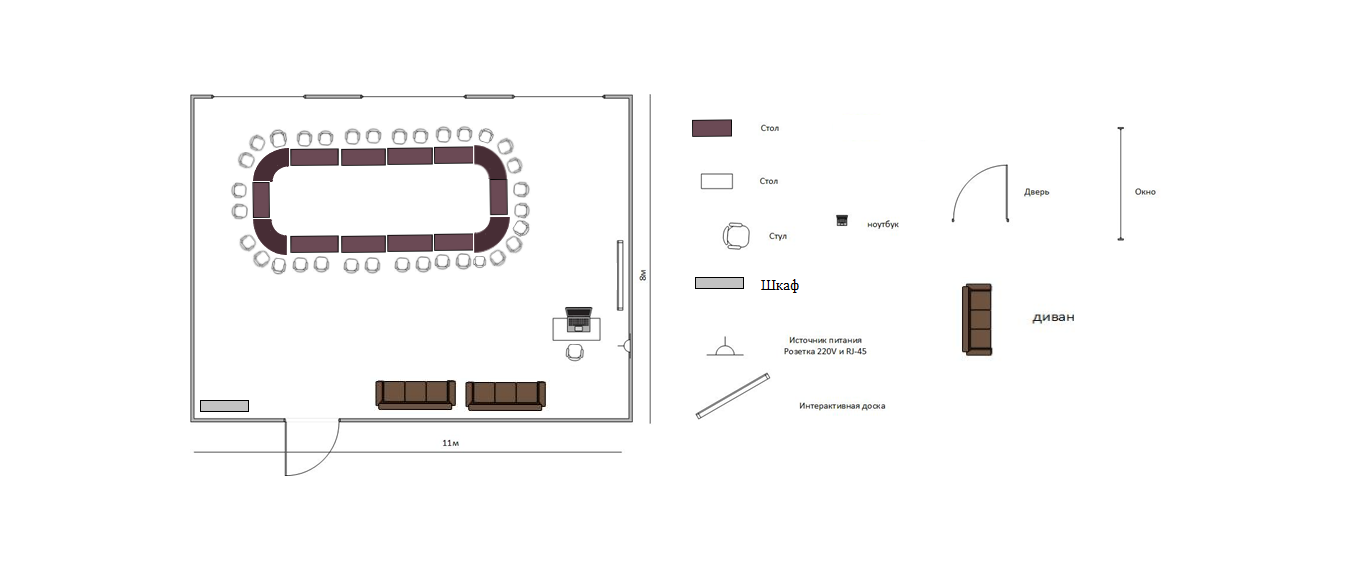 Стол
Стол
Дверь
Окно
ноутбук
Стул
8м
Шкаф
диван
Источник питания
Розетка 220V и RJ-45
Интерактивная доска
11м